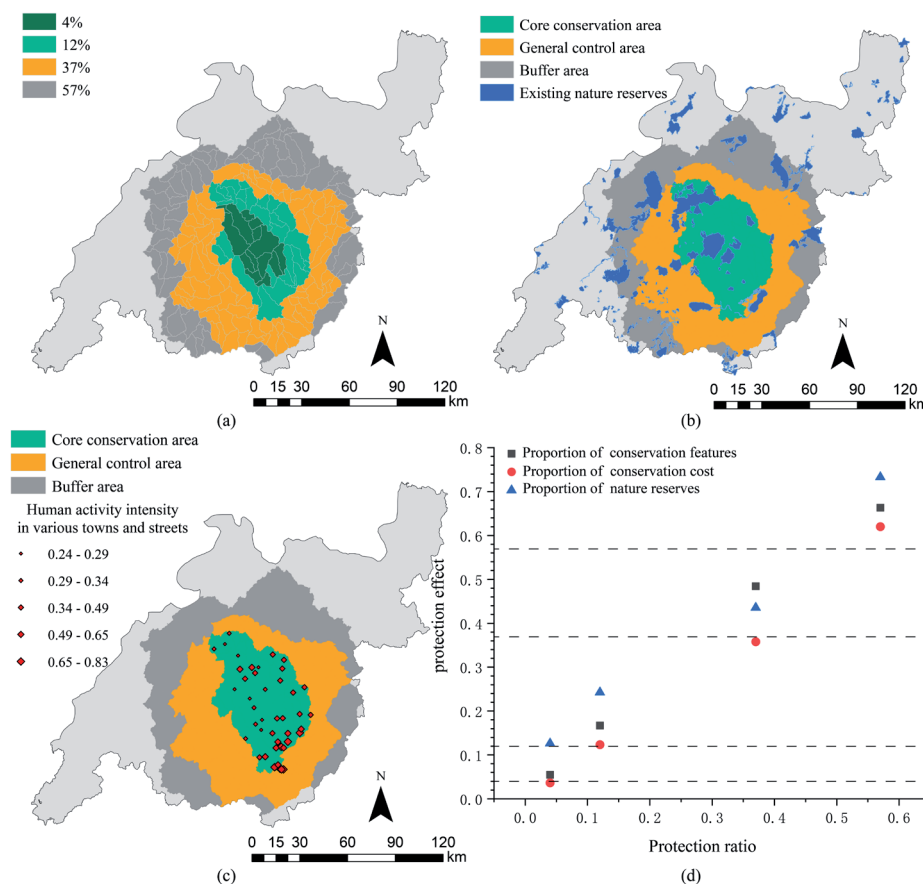 4%
12%
37%
57%
N
0 15 30 60 90 120
km
(a)
Core conservation area
General control area
Buffer area
Existing nature reserves
N
0 15 30 60 90 120
km
(b)
Core conservation area
General control area
Buffer area
Human activity intensity
in various towns and streets
0.24 - 0.29
0.29 - 0.34
0.34 - 0.49
0.49 - 0.65
0.65 - 0.83
N
0 15 30 60 90 120
km
(c)
Proportion of conservation features
Proportion of conservation cost
Proportion of nature reserves
protection effect
0.8
0.7
0.6
0.5
0.4
0.3
0.2
0.1
0.0
0.0 0.1 0.2 0.3 0.4 0.5 0.6
Protection ratio
(d)